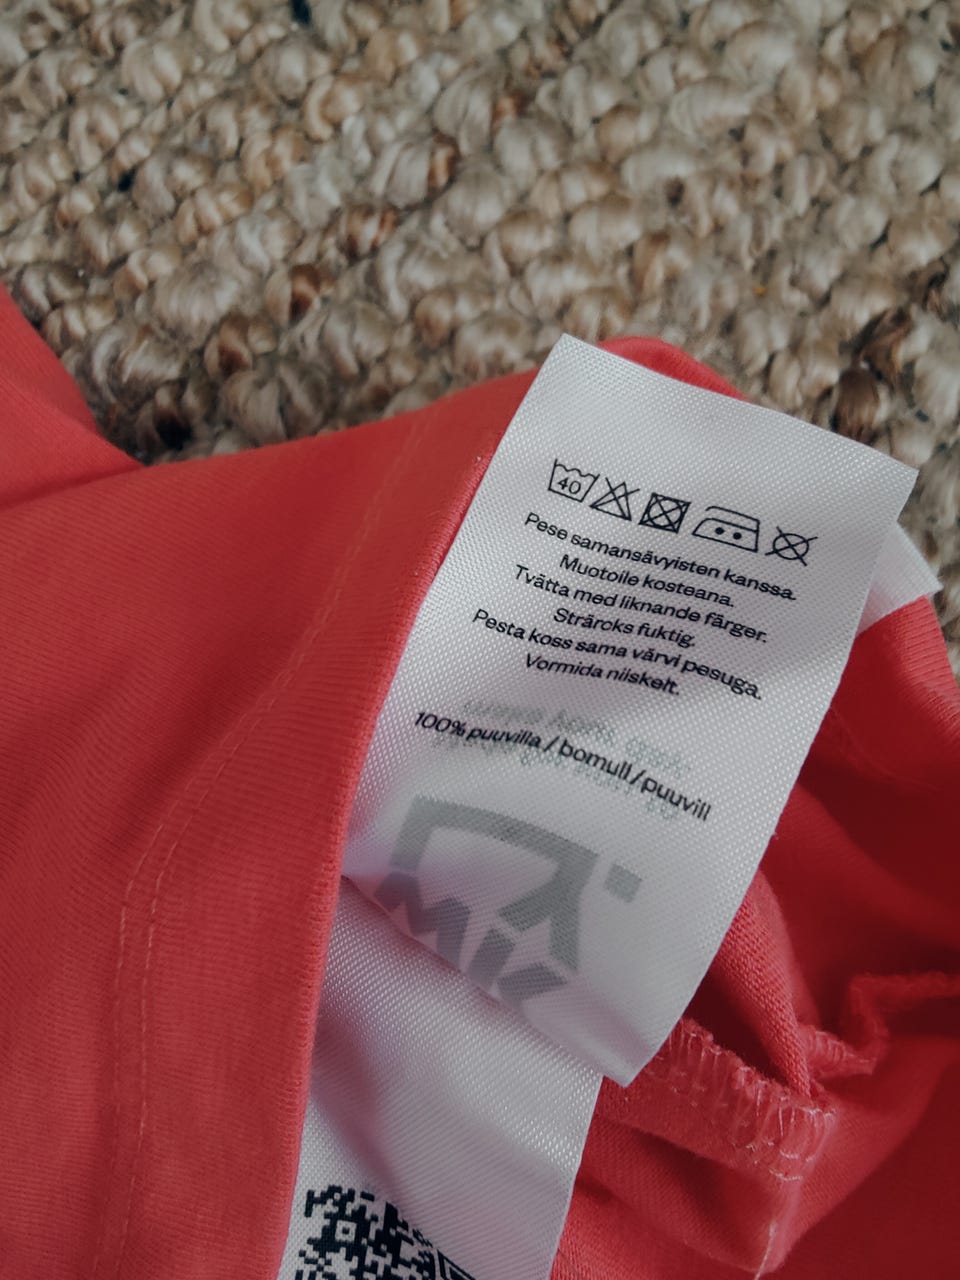 40
Pese samansävyisten kanssa.
Muotoile kosteana.
Tvätta med liknande färger.
Strärcks fuktig.
Pesta koss sama värvi pesuga.
Vormida niiskelt.
100% puuvilla / bomull / puuvill